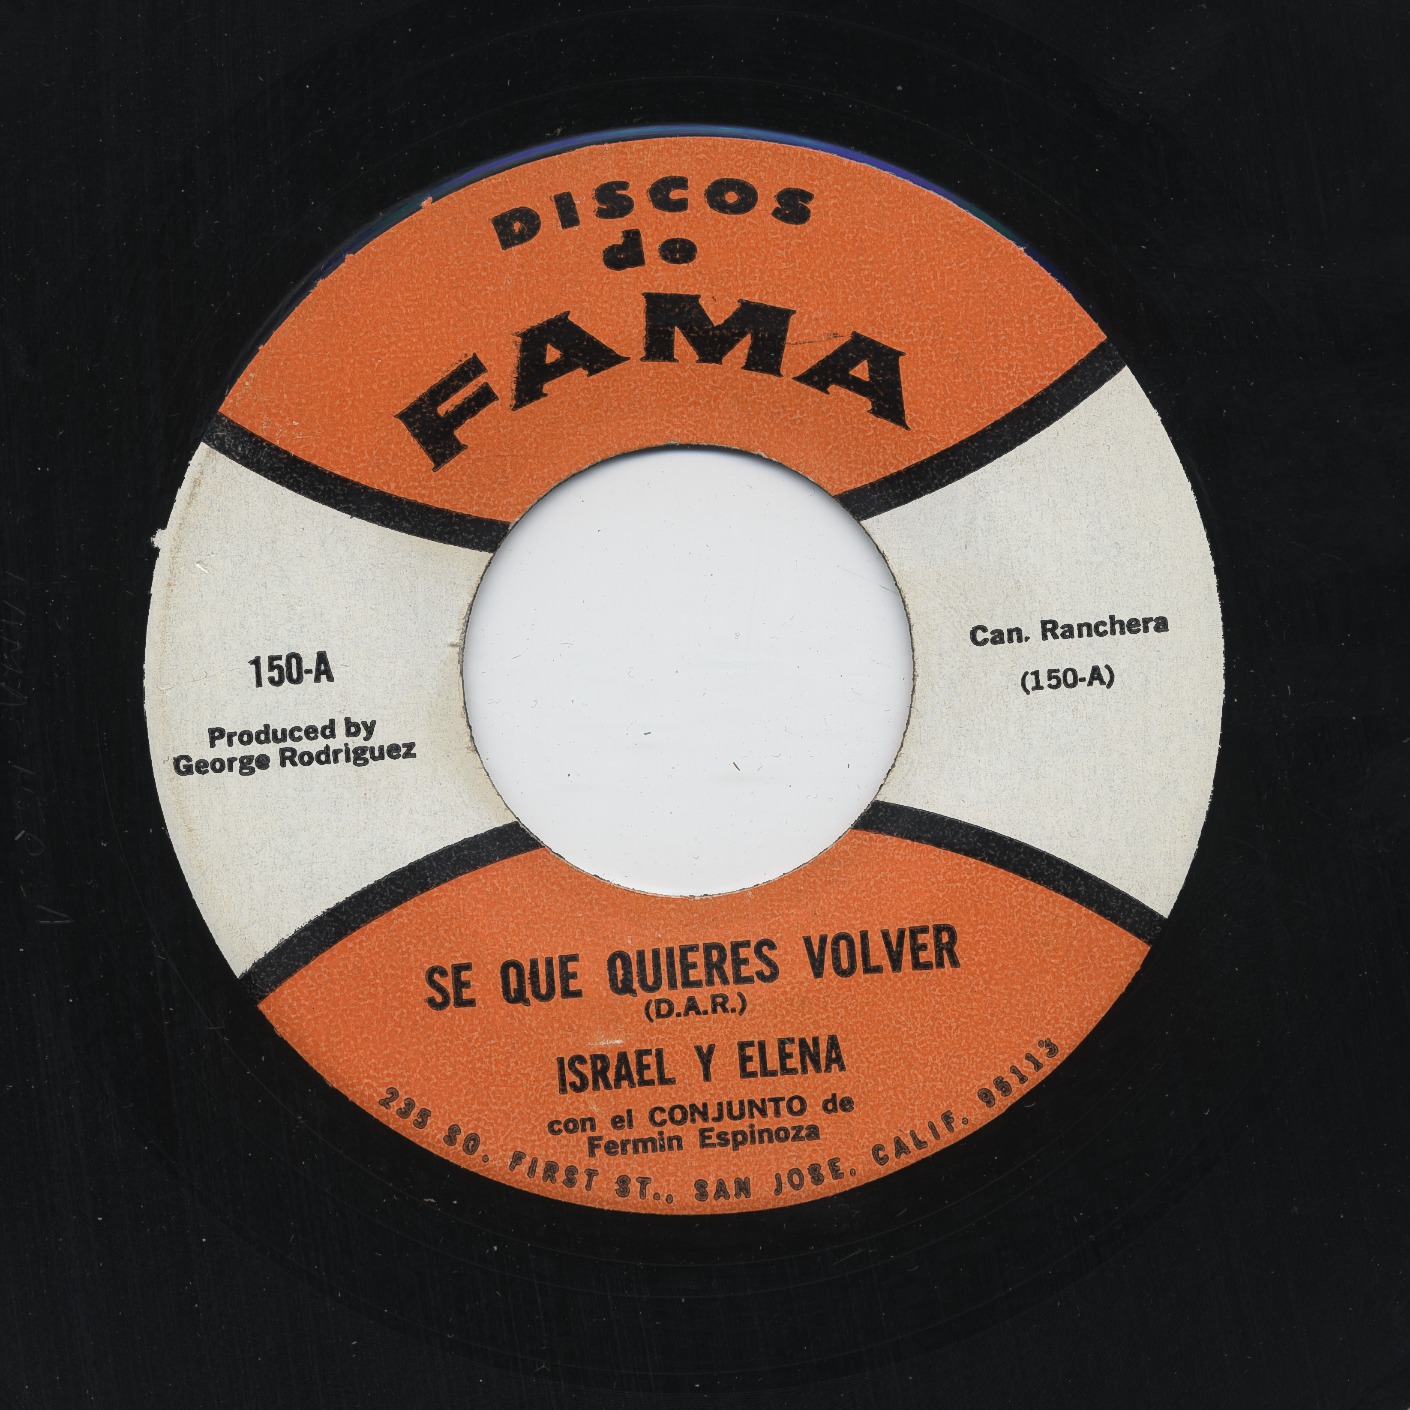 DISCOS
de
FAMA
150-A
Produced by
George Rodriguez
Can. Ranchera
(150-A)
SE QUE QUIERES VOLVER
(D.A.R.)
ISRAEL Y ELENA
con el CONJUNTO de
Fermin Espinoza
235 SO. FIRST ST., SAN JOSE, CALIF. 95113